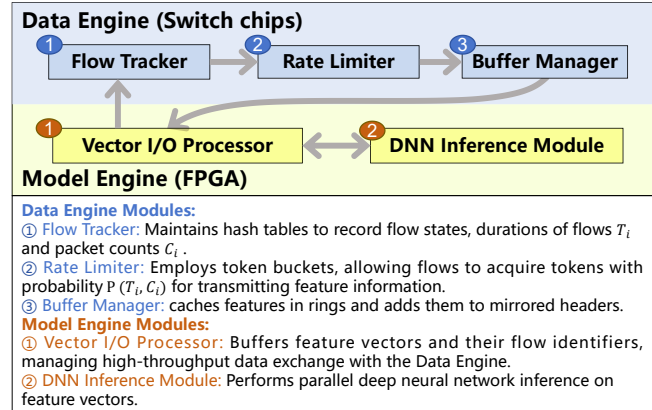 Data Engine (Switch chips)
① Flow Tracker
② Rate Limiter
③ Buffer Manager
① Vector I/O Processor
② DNN Inference Module
Model Engine (FPGA)
Data Engine Modules:
① Flow Tracker: Maintains hash tables to record flow states, durations of flows T_i
and packet counts C_i .
② Rate Limiter: Employs token buckets, allowing flows to acquire tokens with
probability P (T_i, C_i) for transmitting feature information.
③ Buffer Manager: caches features in rings and adds them to mirrored headers.
Model Engine Modules:
① Vector I/O Processor: Buffers feature vectors and their flow identifiers,
managing high-throughput data exchange with the Data Engine.
② DNN Inference Module: Performs parallel deep neural network inference on
feature vectors.